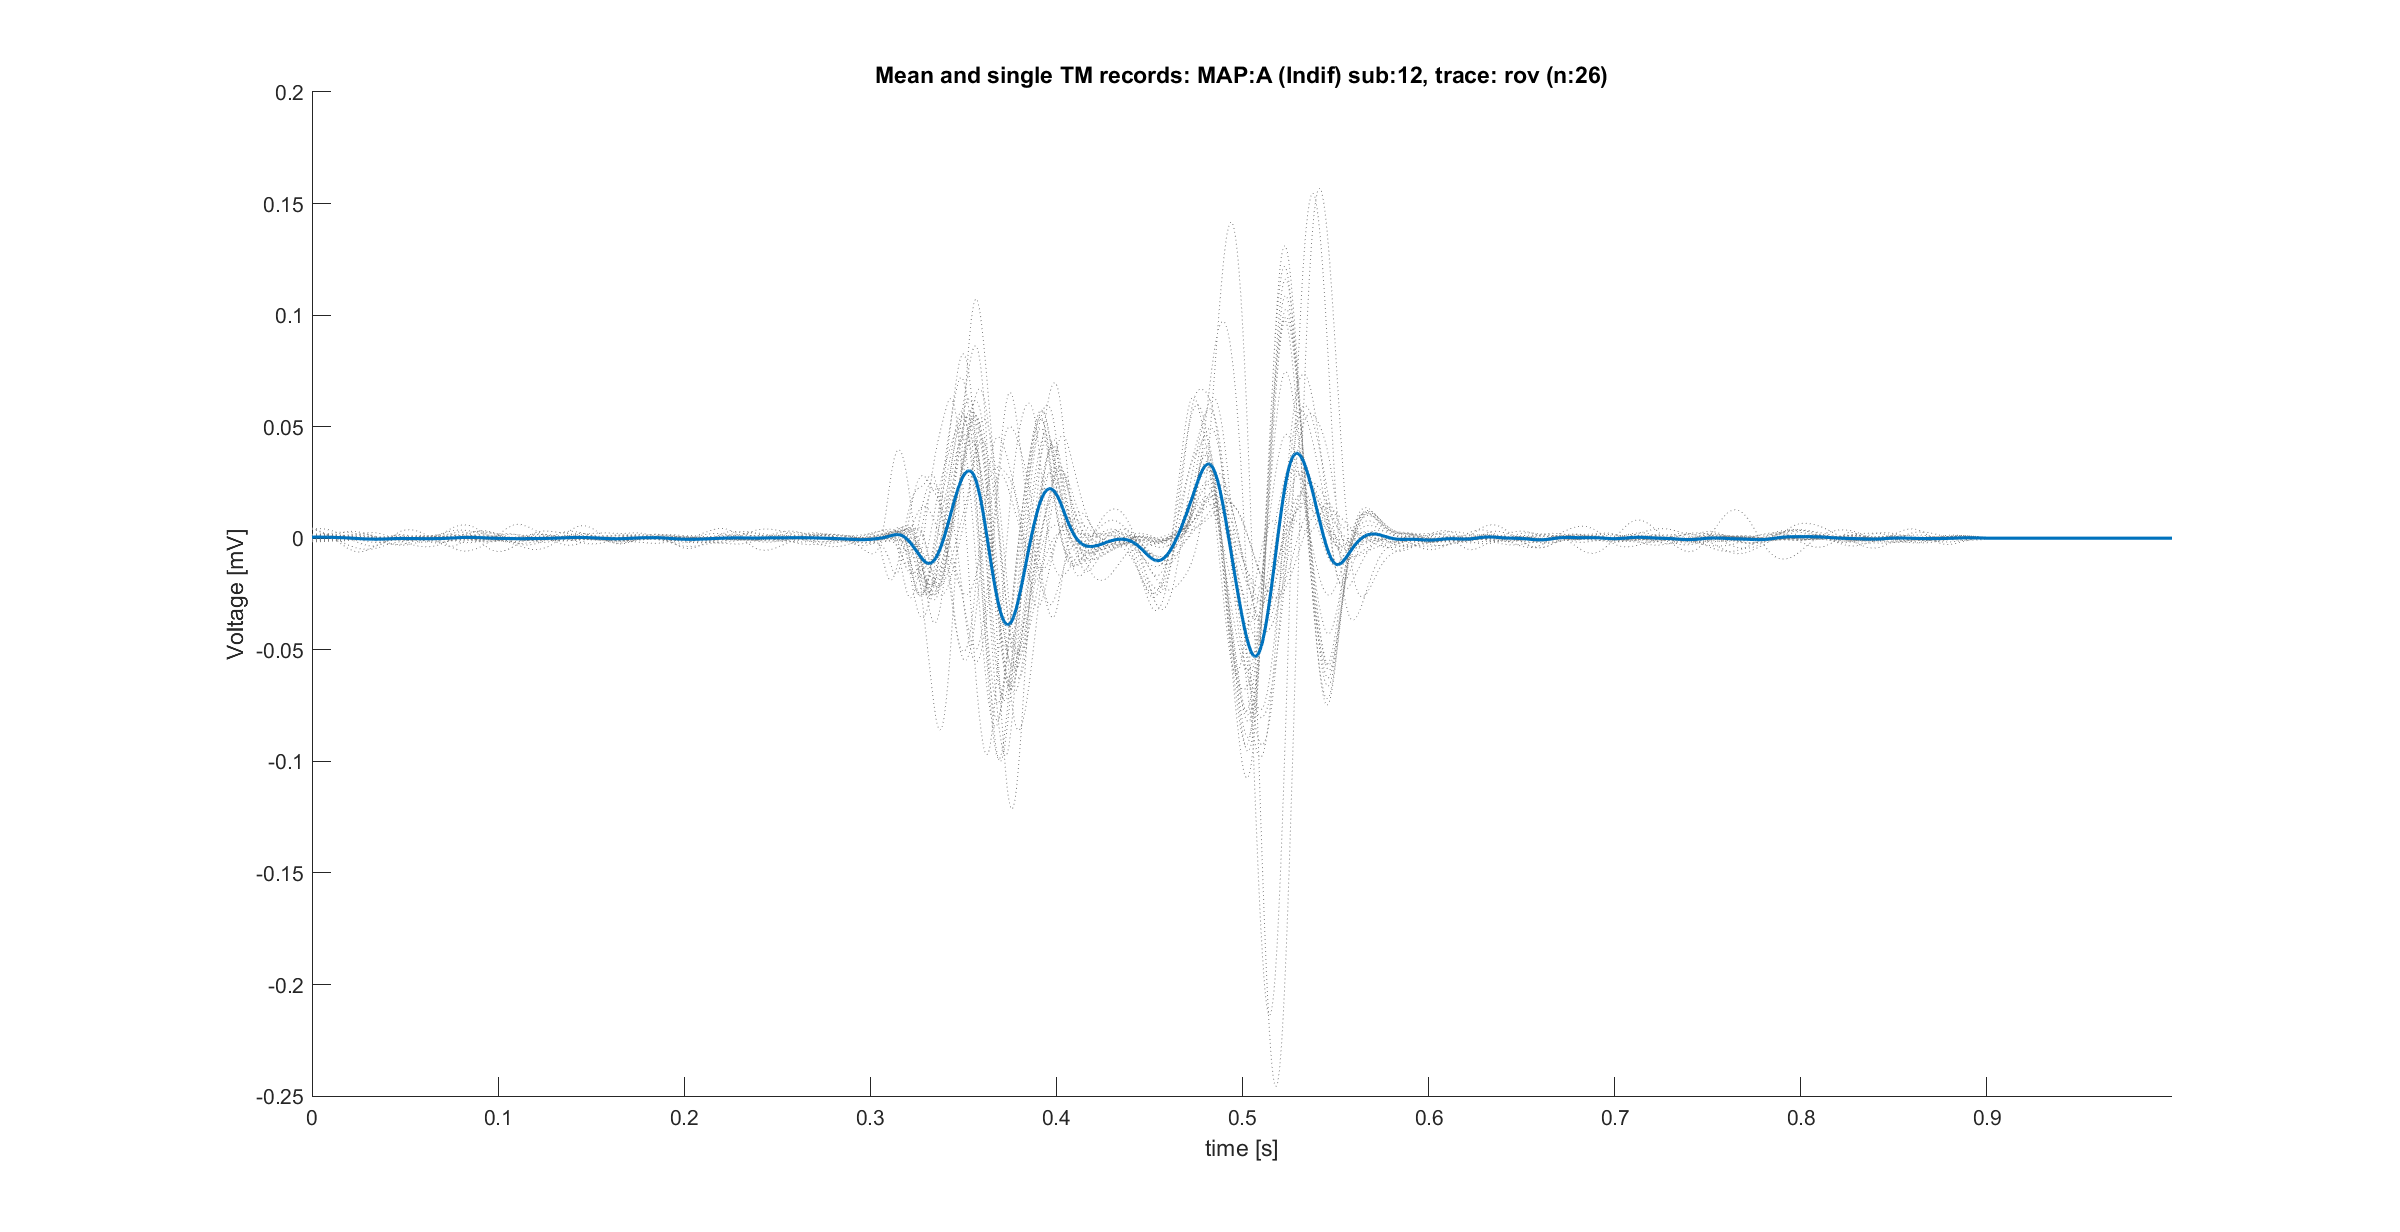 Mean and single TM records: MAP:A (Indif) sub:12, trace: rov (n:26)
0.2
0.15
0.1
0.05
0
-0.05
-0.1
-0.15
-0.2
-0.25
Voltage [mV]
0 0.1 0.2 0.3 0.4 0.5 0.6 0.7 0.8 0.9
time [s]